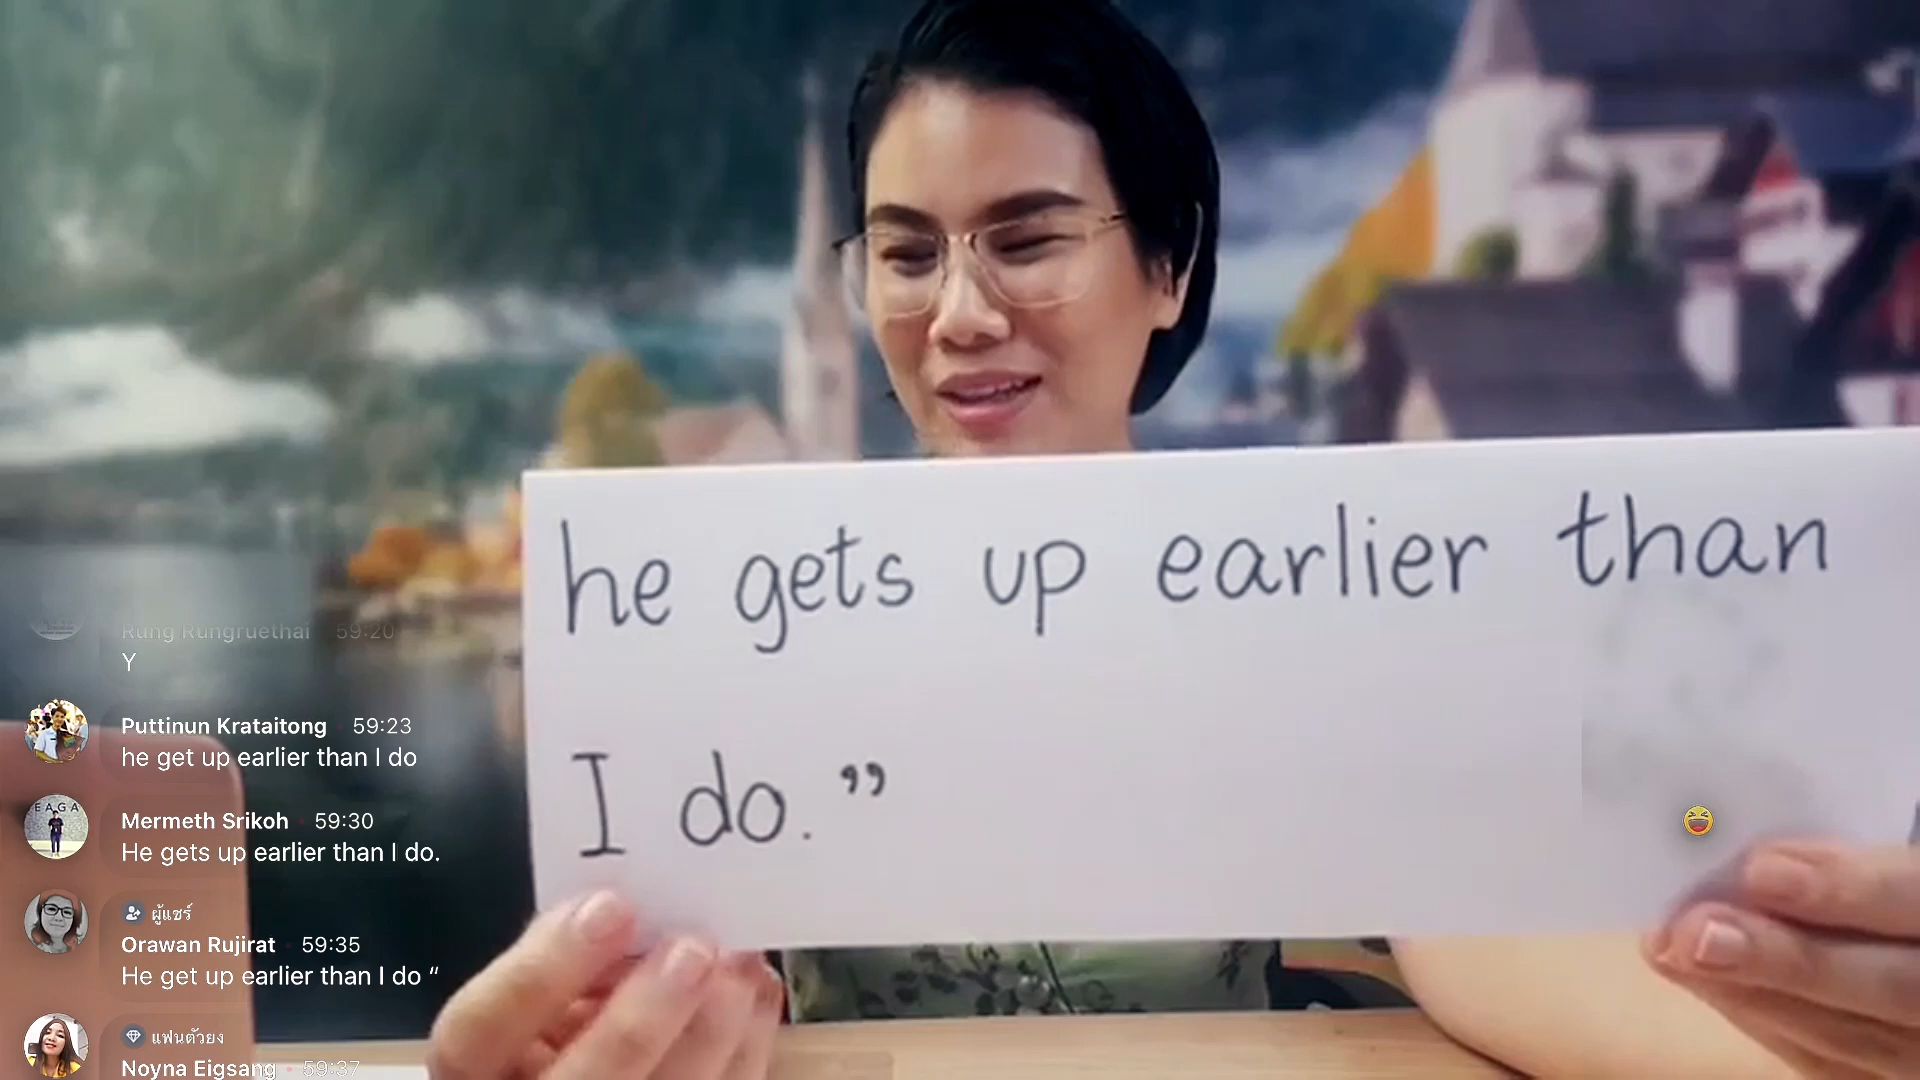 he gets up earlier than
I do.”
Rung Rungruethai 59:20
Y
Puttinun Krataitong · 59:23
he get up earlier than I do
EAGA
Mermeth Srikoh · 59:30
He gets up earlier than I do.
ผู้แชร์
Orawan Rujirat · 59:35
He get up earlier than I do “
แฟนตัวยง
Noyna Eigsang · 59:37